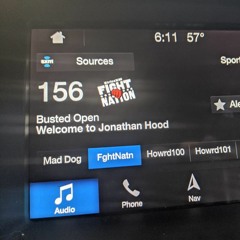 6:11 57°
Sources
Sport
156
FIGHT
NATION
Busted Open
Welcome to Jonathan Hood
Ale
Mad Dog FghtNatn Howrd100 Howrd101
Audio Phone Nav